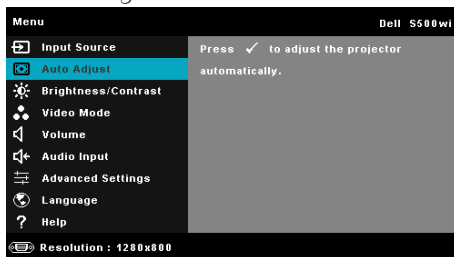 Menu Dell S500wi
Input Source
Press ✓ to adjust the projector
automatically.
Auto Adjust
Brightness/Contrast
Video Mode
Volume
Audio Input
Advanced Settings
Language
? Help
Resolution : 1280x800